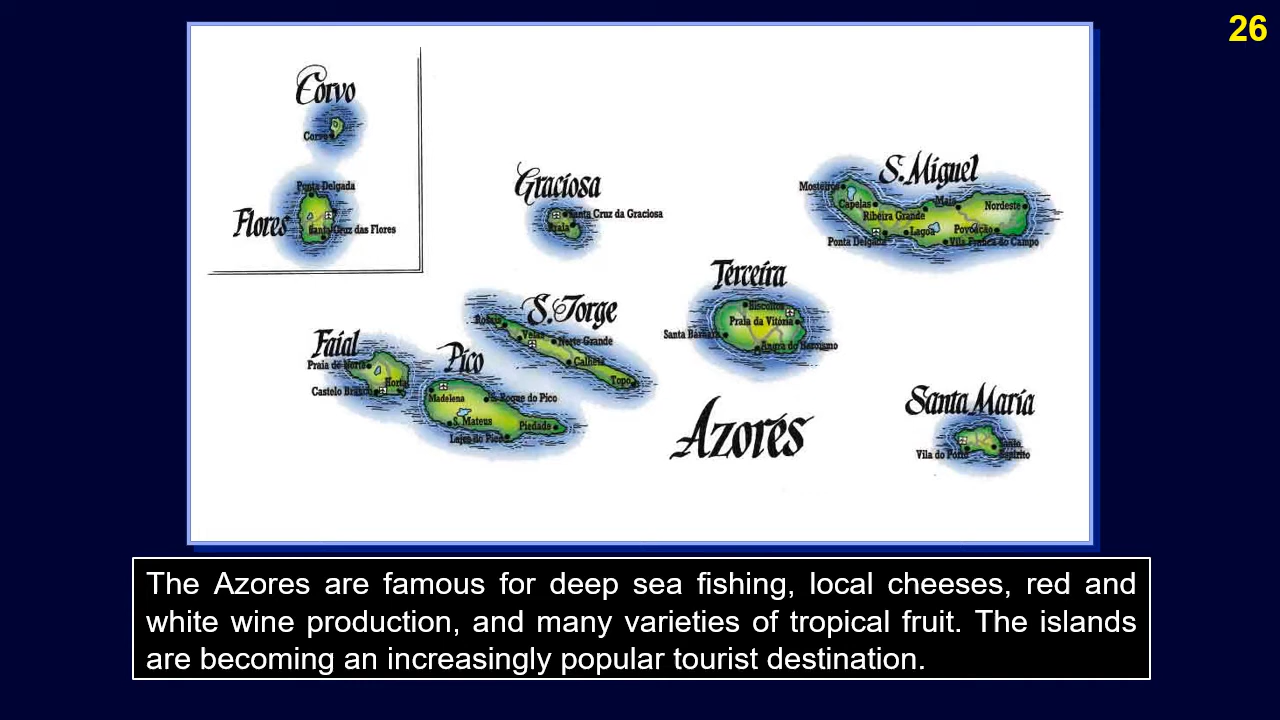 26
Corvo
Corvo
Ponta Delgada
Flores
Santa Cruz das Flores
Graciosa
Santa Cruz da Graciosa
Praia
S. Miguel
Mosteiros
Capelas
Maia
Nordeste
Ribeira Grande
Lagoa
Povoação
Ponta Delgada
Vila Franca do Campo
Terceira
Biscoitos
Praia da Vitória
Santa Bárbara
Angra do Heroísmo
S. Jorge
Rosais
Velas
Norte Grande
Calheta
Topo
Faial
Praia do Norte
Castelo Branco
Horta
Pico
Madelena
S. Roque do Pico
S. Mateus
Piedade
Lajes do Pico
Azores
Santa Maria
Vila do Porto
Santo
Espírito
The Azores are famous for deep sea fishing, local cheeses, red and
white wine production, and many varieties of tropical fruit. The islands
are becoming an increasingly popular tourist destination.